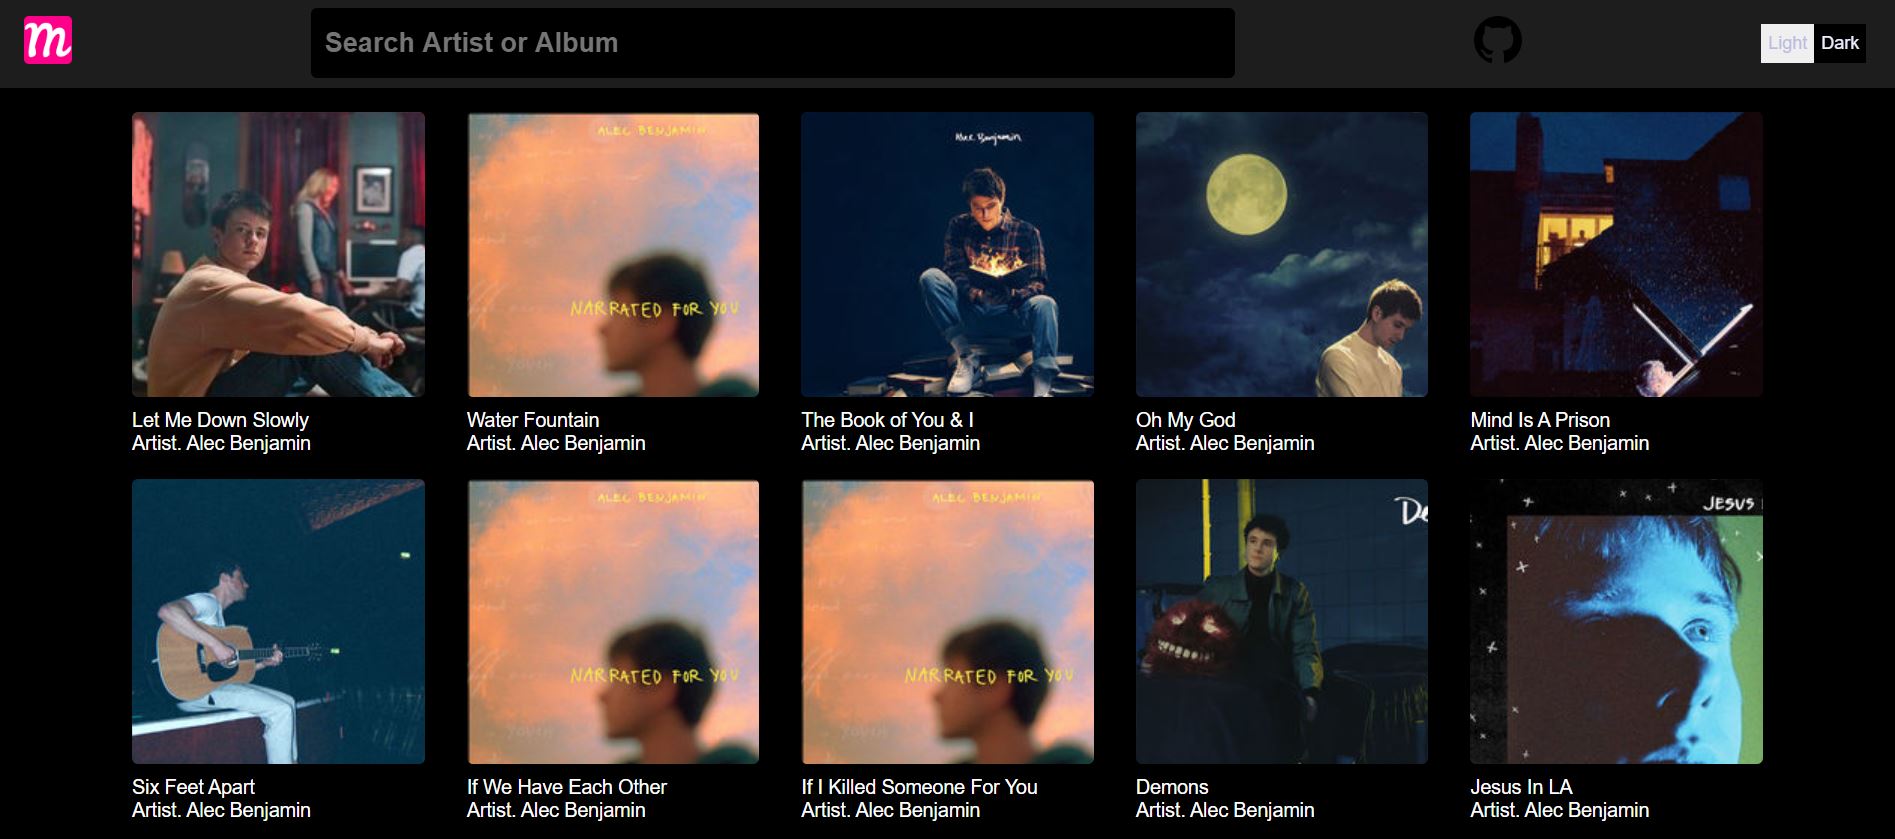 m
Search Artist or Album
Light Dark
ALEC BENJAMIN
NARRATED FOR YOU
Alec Benjamin
Let Me Down Slowly
Artist. Alec Benjamin
Water Fountain
Artist. Alec Benjamin
The Book of You & I
Artist. Alec Benjamin
Oh My God
Artist. Alec Benjamin
Mind Is A Prison
Artist. Alec Benjamin
ALEC BENJAMIN
NARRATED FOR YOU
ALEC BENJAMIN
NARRATED FOR YOU
De
JESUS
Six Feet Apart
Artist. Alec Benjamin
If We Have Each Other
Artist. Alec Benjamin
If I Killed Someone For You
Artist. Alec Benjamin
Demons
Artist. Alec Benjamin
Jesus In LA
Artist. Alec Benjamin